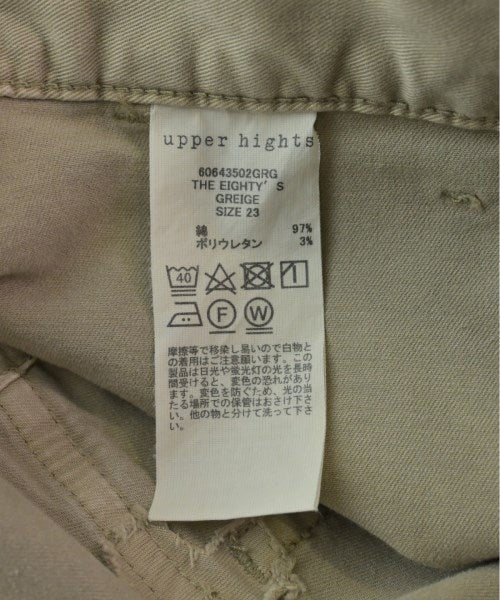 upper hights
60643502GRG
THE EIGHTY'S
GREIGE
SIZE 23
綿 97%
ポリウレタン 3%
40
F W
摩擦等で移染し易いので白物と
の着用はご注意願います。この
製品は日光や蛍光灯の光を長時
間受けると、変色の恐れがあり
ます。変色を防ぐため、光の当
たる場所での保管はおさけ下さ
い。他の物と分けて洗って下さ
い。